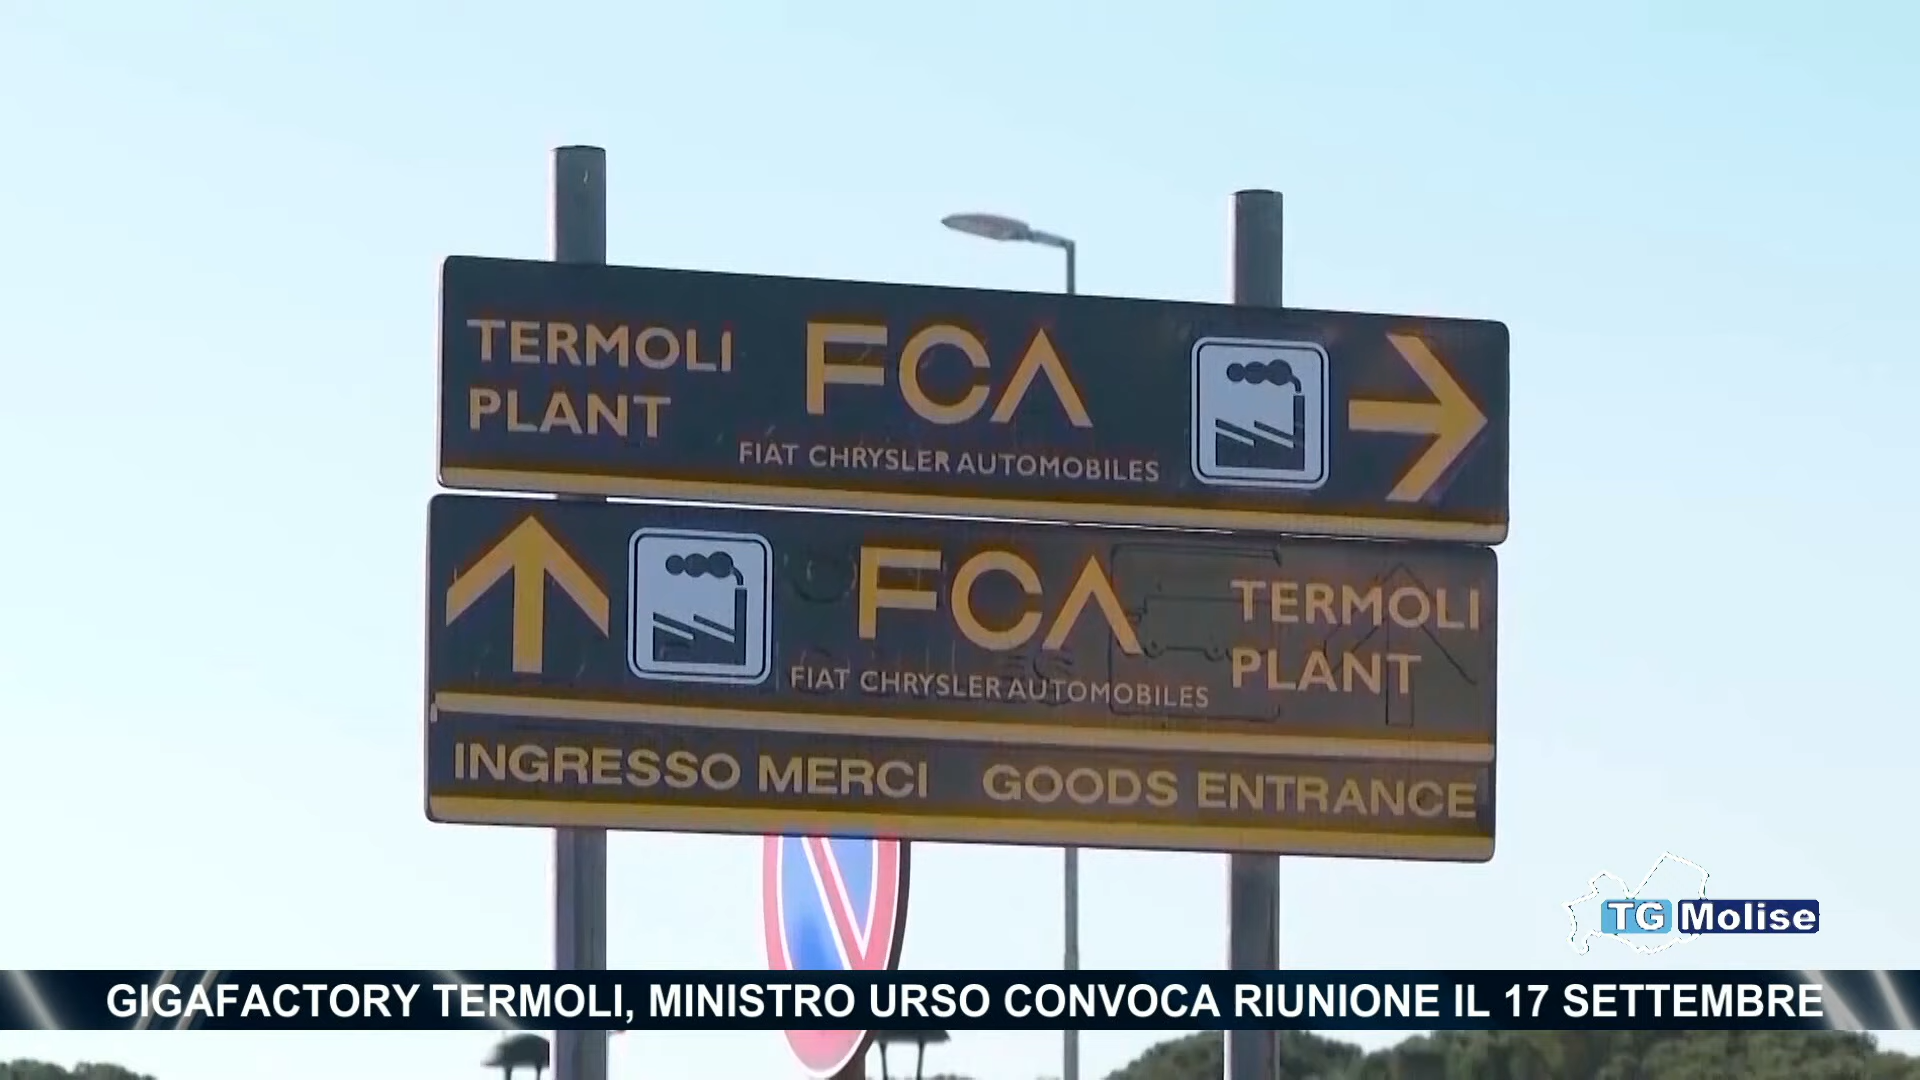 TERMOLI
PLANT
FCA
FIAT CHRYSLER AUTOMOBILES
FCA
FIAT CHRYSLER AUTOMOBILES
TERMOLI
PLANT
INGRESSO MERCI GOODS ENTRANCE
TG Molise
GIGAFACTORY TERMOLI, MINISTRO URSO CONVOCA RIUNIONE IL 17 SETTEMBRE